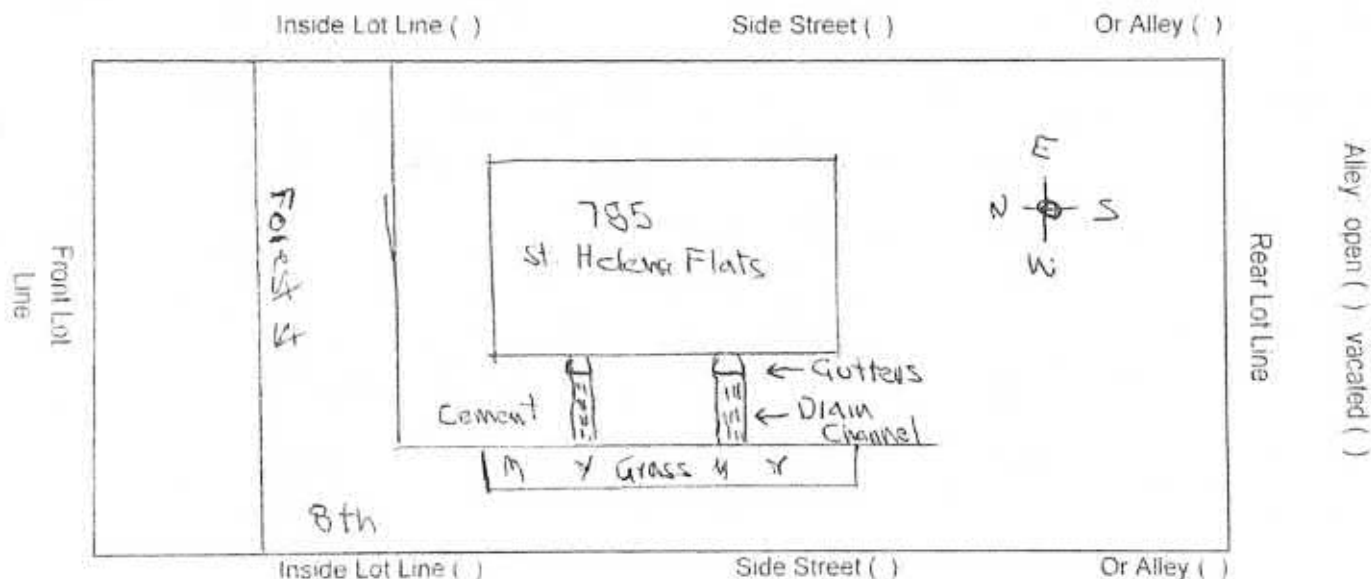 Inside Lot Line ( ) Side Street ( ) Or Alley ( )
E
N S
W
785
St. Helena Flats
Forest
Front Lot
Line
Rear Lot Line
Alley: open ( ) vacated ( )
← Gutters
Cement
← Drain
Channel
Grass
8th
Inside Lot Line ( ) Side Street ( ) Or Alley ( )